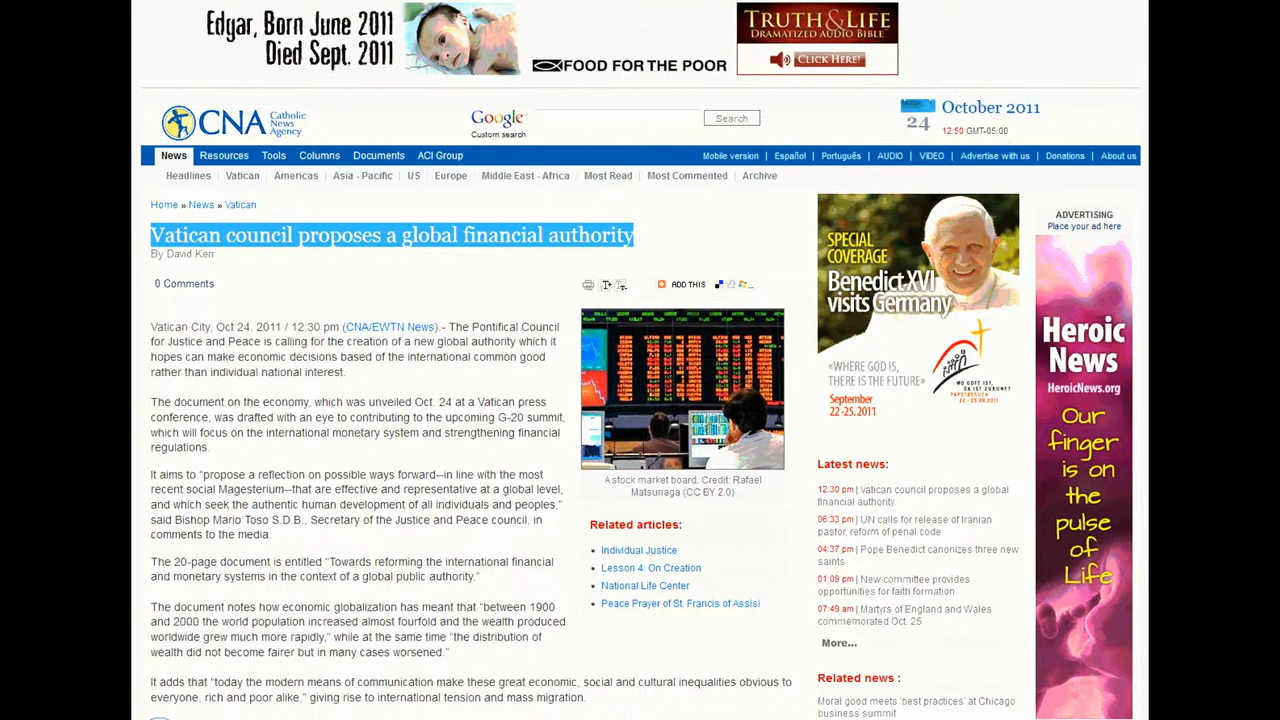 Edgar, Born June 2011
Died Sept. 2011
FOOD FOR THE POOR
TRUTH & LIFE
DRAMATIZED AUDIO BIBLE
CLICK HERE!
CNA Catholic
News
Agency
Google
Custom search
Search
24
October 2011
12:50 GMT-05:00
News Resources Tools Columns Documents ACI Group
Mobile version | Español | Português | AUDIO | VIDEO | Advertise with us | Donations | About us
Headlines | Vatican | Americas | Asia - Pacific | US | Europe | Middle East - Africa | Most Read | Most Commented | Archive
Home » News » Vatican
Vatican council proposes a global financial authority
By David Kerr
0 Comments
ADD THIS
Vatican City, Oct 24, 2011 / 12:30 pm (CNA/EWTN News).- The Pontifical Council
for Justice and Peace is calling for the creation of a new global authority which it
hopes can make economic decisions based of the international common good
rather than individual national interest.
The document on the economy, which was unveiled Oct. 24 at a Vatican press
conference, was drafted with an eye to contributing to the upcoming G-20 summit,
which will focus on the international monetary system and strengthening financial
regulations.
It aims to “propose a reflection on possible ways forward—in line with the most
recent social Magesterium—that are effective and representative at a global level,
and which seek the authentic human development of all individuals and peoples,”
said Bishop Mario Toso S.D.B., Secretary of the Justice and Peace council, in
comments to the media.
The 20-page document is entitled “Towards reforming the international financial
and monetary systems in the context of a global public authority.”
The document notes how economic globalization has meant that “between 1900
and 2000 the world population increased almost fourfold and the wealth produced
worldwide grew much more rapidly,” while at the same time “the distribution of
wealth did not become fairer but in many cases worsened.”
It adds that “today the modern means of communication make these great economic, social and cultural inequalities obvious to
everyone, rich and poor alike,” giving rise to international tension and mass migration.
A stock market board. Credit: Rafael
Matsunaga (CC BY 2.0)
Related articles:
Individual Justice
Lesson 4: On Creation
National Life Center
Peace Prayer of St. Francis of Assisi
SPECIAL
COVERAGE
Benedict XVI
visits Germany
«WHERE GOD IS,
THERE IS THE FUTURE»
September
22-25.2011
WO GOTT IST,
DA IST ZUKUNFT
PAPSTBESUCH
22.-25.09.2011
Latest news:
12:30 pm | Vatican council proposes a global
financial authority
06:33 pm | UN calls for release of Iranian
pastor, reform of penal code
04:37 pm | Pope Benedict canonizes three new
saints
01:09 pm | New committee provides
opportunities for faith formation
07:49 am | Martyrs of England and Wales
commemorated Oct. 25
More...
Related news :
Moral good meets ‘best practices’ at Chicago
business summit
ADVERTISING
Place your ad here
Heroic
News
HeroicNews.org
Our
finger
is on
the
pulse
of
Life